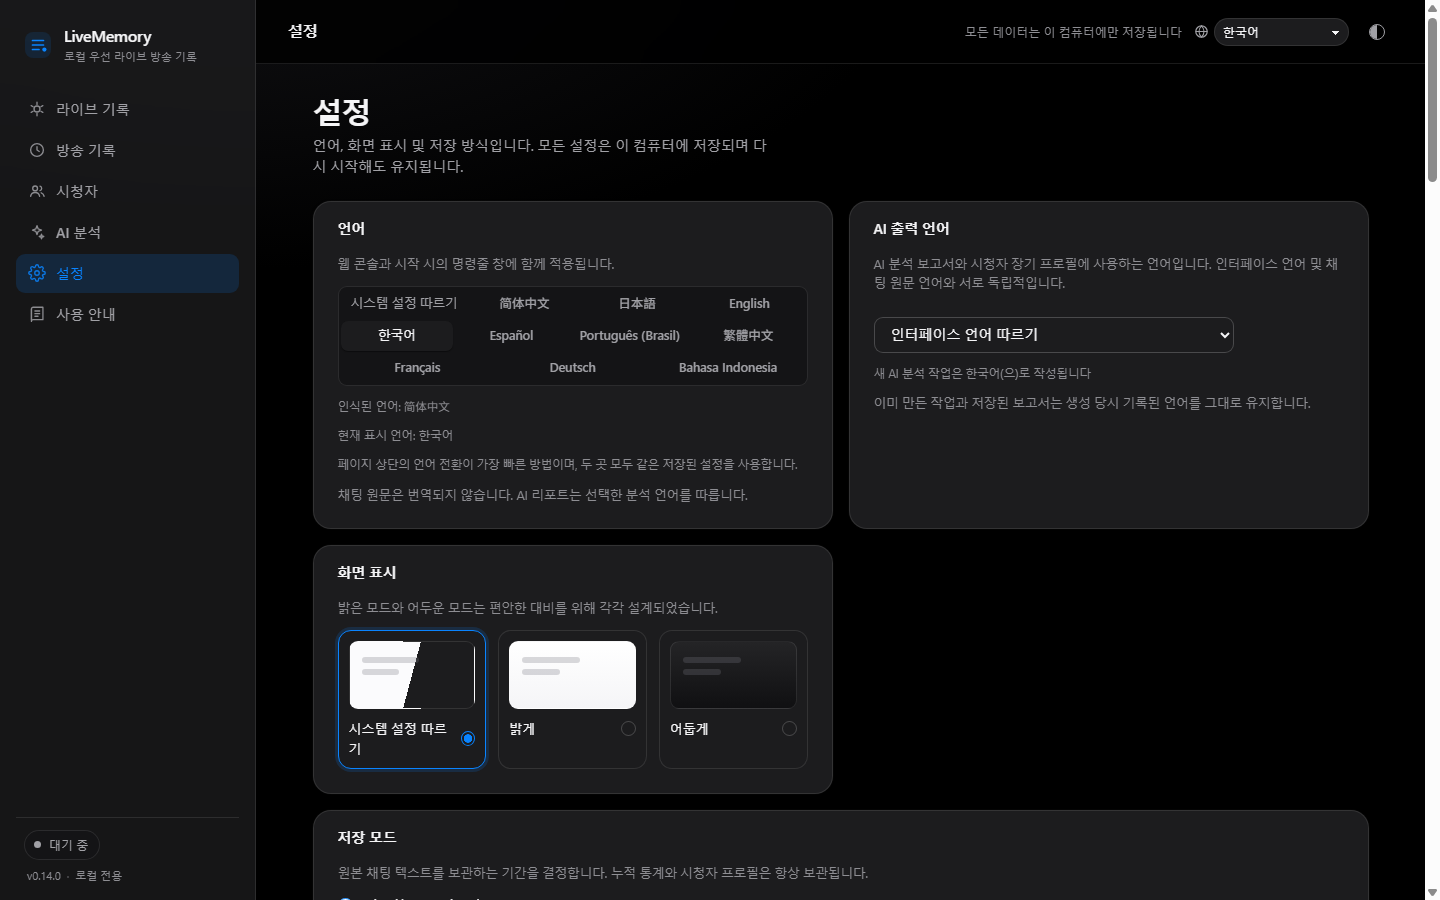 LiveMemory
로컬 우선 라이브 방송 기록
라이브 기록
방송 기록
시청자
AI 분석
설정
사용 안내
대기 중
v0.14.0 · 로컬 전용
설정
모든 데이터는 이 컴퓨터에만 저장됩니다
한국어
설정
언어, 화면 표시 및 저장 방식입니다. 모든 설정은 이 컴퓨터에 저장되며 다
시 시작해도 유지됩니다.
언어
웹 콘솔과 시작 시의 명령줄 창에 함께 적용됩니다.
시스템 설정 따르기 简体中文 日本語 English
한국어 Español Português (Brasil) 繁體中文
Français Deutsch Bahasa Indonesia
인식된 언어: 简体中文
현재 표시 언어: 한국어
페이지 상단의 언어 전환이 가장 빠른 방법이며, 두 곳 모두 같은 저장된 설정을 사용합니다.
채팅 원문은 번역되지 않습니다. AI 리포트는 선택한 분석 언어를 따릅니다.
AI 출력 언어
AI 분석 보고서와 시청자 장기 프로필에 사용하는 언어입니다. 인터페이스 언어 및 채
팅 원문 언어와 서로 독립적입니다.
인터페이스 언어 따르기
새 AI 분석 작업은 한국어(으)로 작성됩니다
이미 만든 작업과 저장된 보고서는 생성 당시 기록된 언어를 그대로 유지합니다.
화면 표시
밝은 모드와 어두운 모드는 편안한 대비를 위해 각각 설계되었습니다.
시스템 설정 따르
기
밝게
어둡게
저장 모드
원본 채팅 텍스트를 보관하는 기간을 결정합니다. 누적 통계와 시청자 프로필은 항상 보관됩니다.